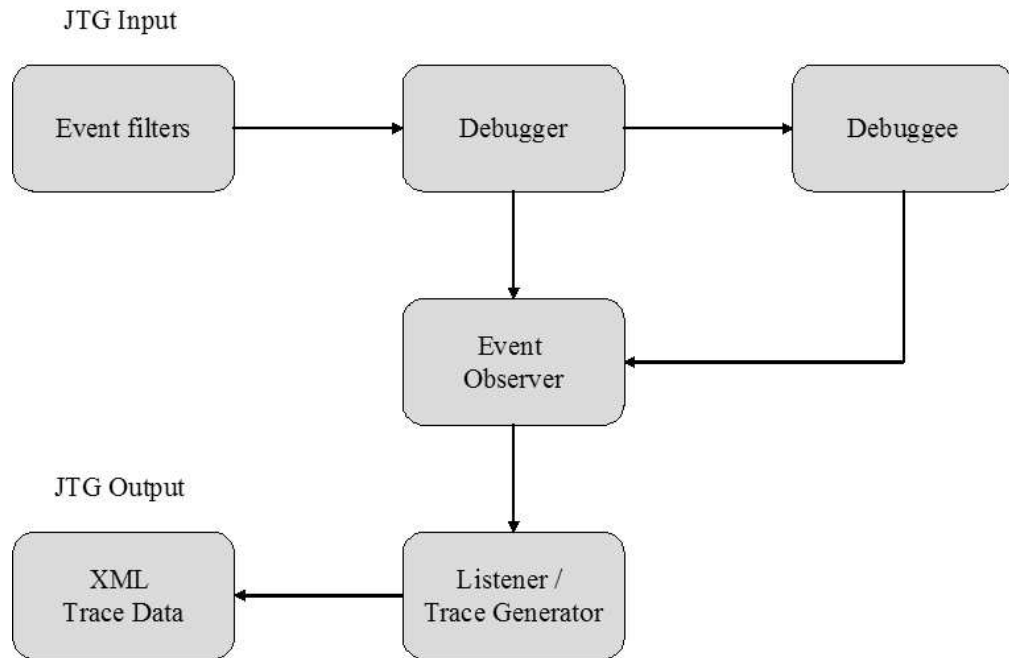 JTG Input
Event filters
Debugger
Debuggee
Event
Observer
JTG Output
XML
Trace Data
Listener /
Trace Generator